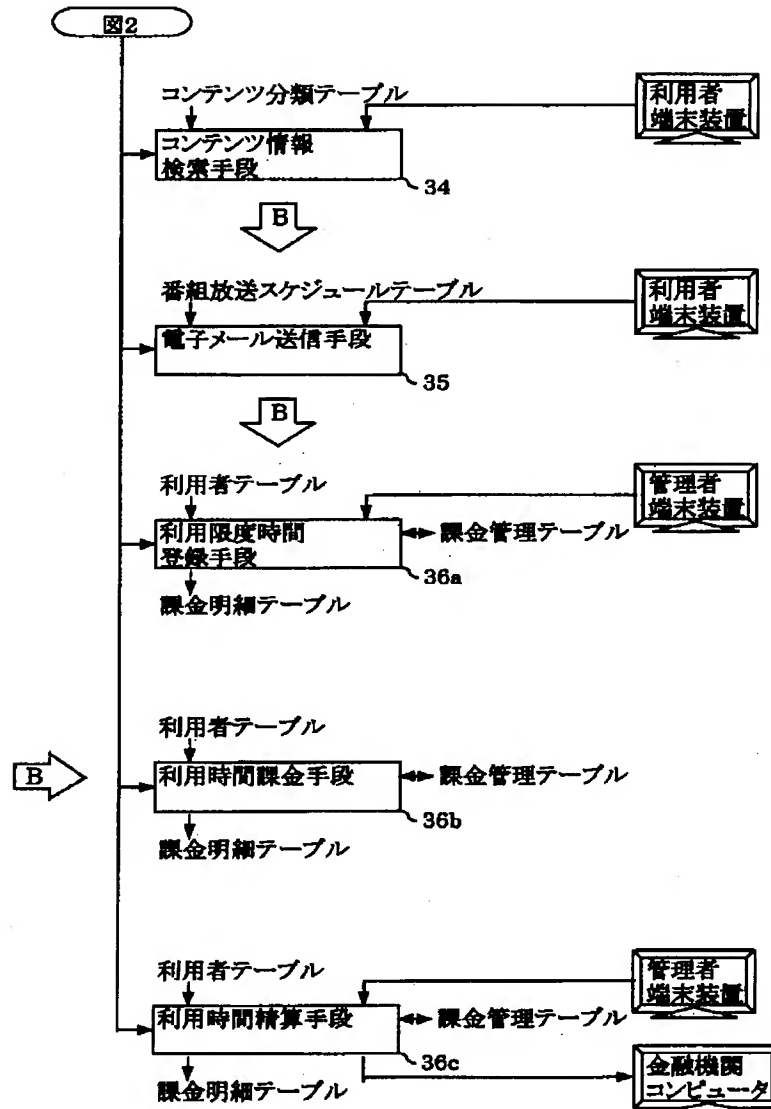 図2
コンテンツ分類テーブル
利用者
端末装置
コンテンツ情報
検索手段
34
B
番組放送スケジュールテーブル
利用者
端末装置
電子メール送信手段
35
B
利用者テーブル
管理者
端末装置
利用限度時間
登録手段
課金管理テーブル
36a
課金明細テーブル
利用者テーブル
B
利用時間課金手段
課金管理テーブル
36b
課金明細テーブル
利用者テーブル
管理者
端末装置
利用時間精算手段
課金管理テーブル
36c
課金明細テーブル
金融機関
コンピュータ